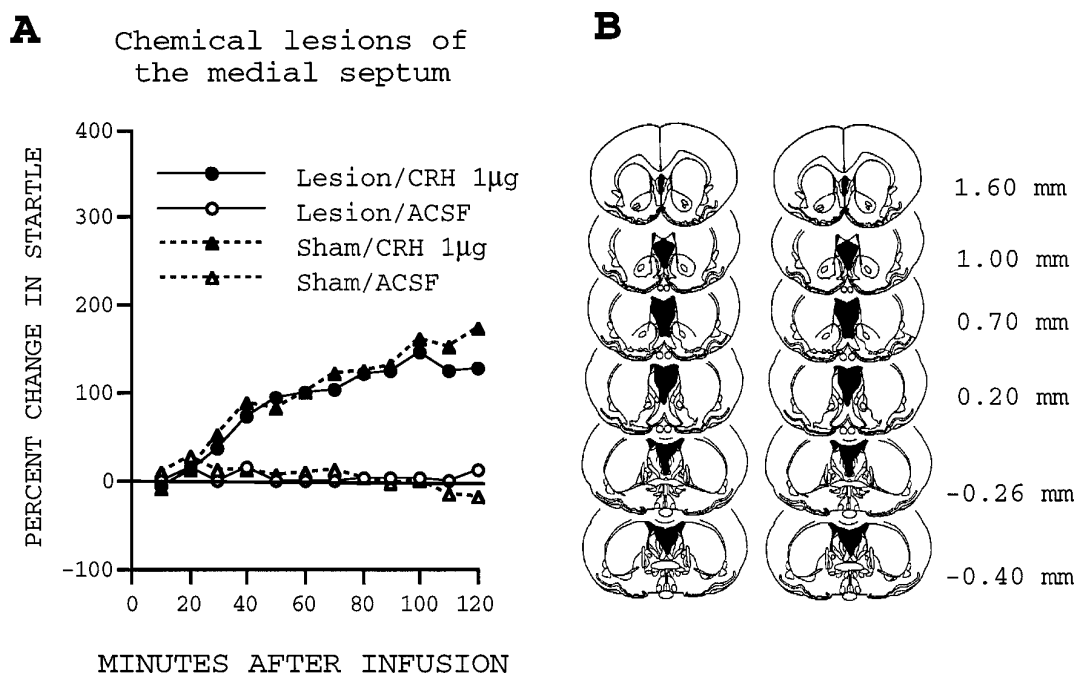 A
Chemical lesions of
the medial septum
PERCENT CHANGE IN STARTLE
400
300
200
100
0
-100
Lesion/CRH 1µg
Lesion/ACSF
Sham/CRH 1µg
Sham/ACSF
0 20 40 60 80 100 120
MINUTES AFTER INFUSION
B
1.60 mm
1.00 mm
0.70 mm
0.20 mm
-0.26 mm
-0.40 mm